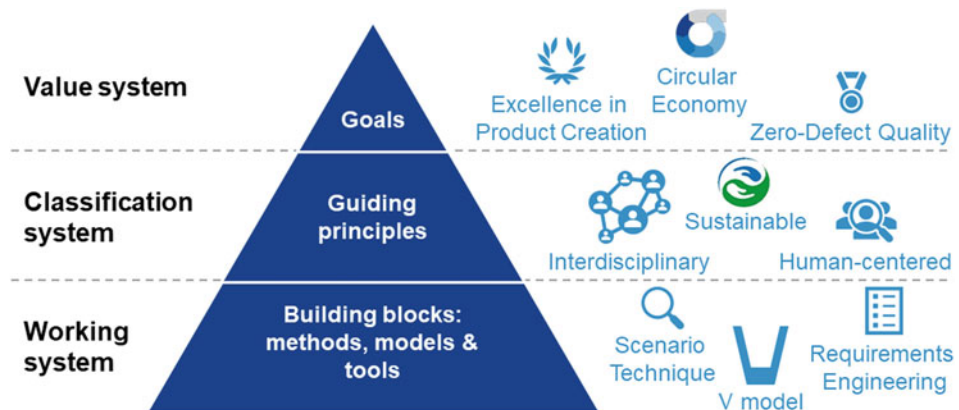 Value system
Goals
Excellence in
Product Creation
Circular
Economy
Zero-Defect Quality
Classification
system
Guiding
principles
Interdisciplinary
Sustainable
Human-centered
Working
system
Building blocks:
methods, models &
tools
Scenario
Technique
V model
Requirements
Engineering